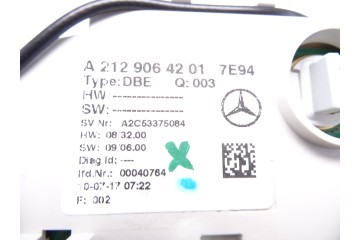 A 212 906 42 01 7E94
Type: DBE Q: 003
HW: -----------------
SW: -----------------
SV Nr: A2C53375084
HW: 08/32.00
SW: 09/06.00
Diag Id: ----
lfd.Nr.: 00040764
10-07-17 07:22
F: 002